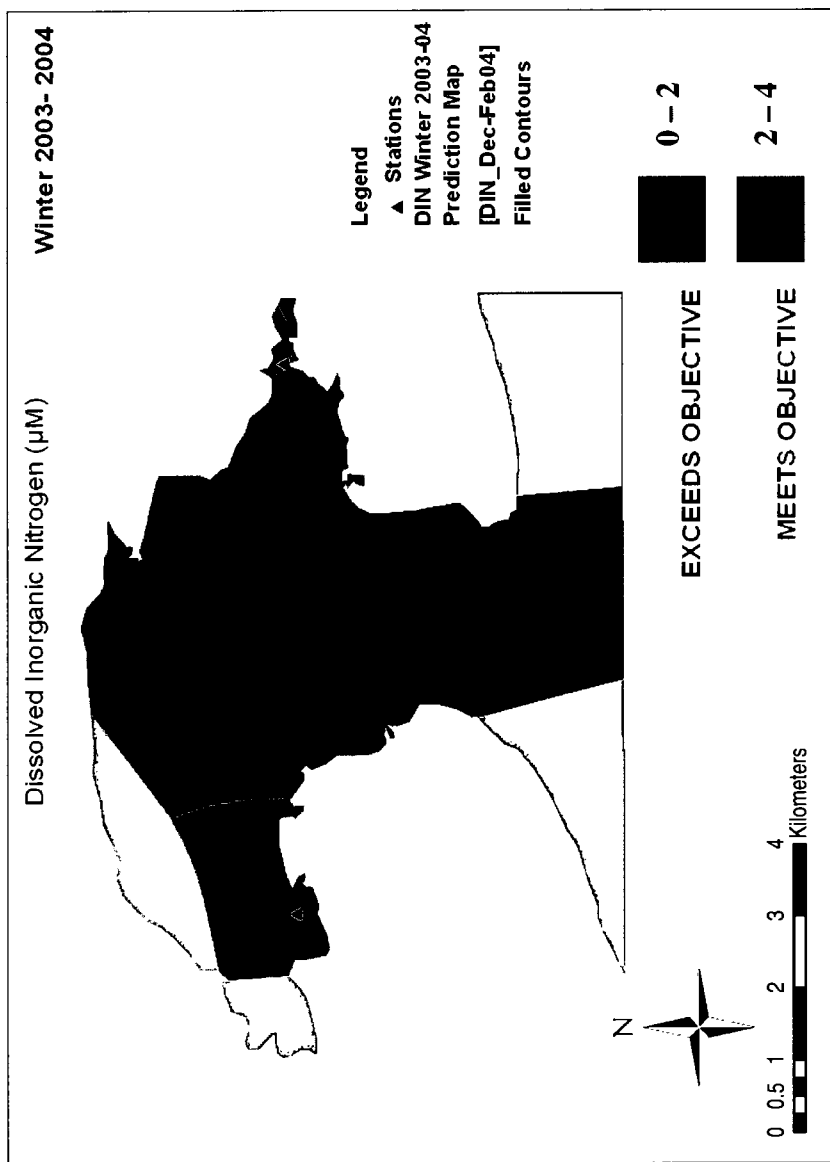 Dissolved Inorganic Nitrogen (µM)
Winter 2003- 2004
Legend
Stations
DIN Winter 2003-04
Prediction Map
[DIN_Dec-Feb04]
Filled Contours
EXCEEDS OBJECTIVE
0 – 2
MEETS OBJECTIVE
2 – 4
N
0 0.5 1 2 3 4
Kilometers